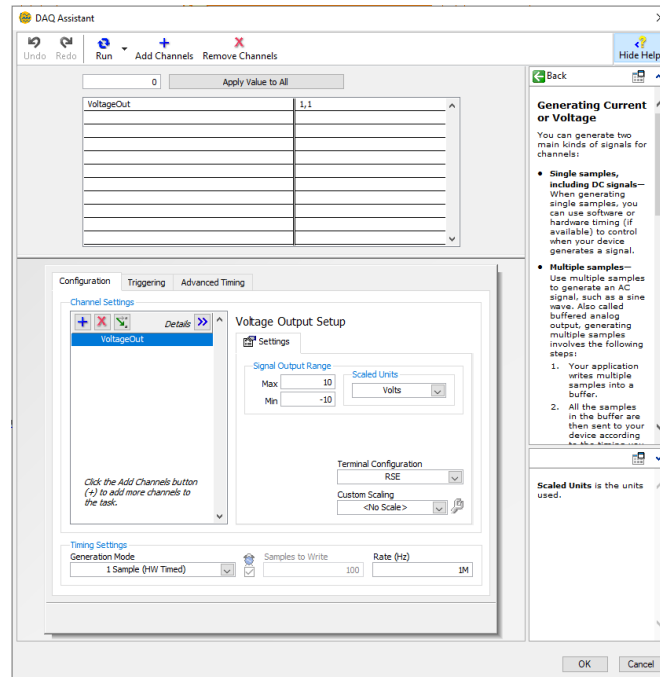 DAQ Assistant
Undo
Redo
Run
Add Channels
Remove Channels
Hide Help
0
Apply Value to All
VoltageOut
1,1
Configuration
Triggering
Advanced Timing
Channel Settings
Details
VoltageOut
Click the Add Channels button
(+) to add more channels to
the task.
Voltage Output Setup
Settings
Signal Output Range
Max
10
Min
-10
Scaled Units
Volts
Terminal Configuration
RSE
Custom Scaling
<No Scale>
Timing Settings
Generation Mode
1 Sample (HW Timed)
Samples to Write
100
Rate (Hz)
1M
Back
Generating Current
or Voltage
You can generate two
main kinds of signals for
channels:
• Single samples,
including DC signals—
When generating
single samples, you
can use software or
hardware timing (if
available) to control
when your device
generates a signal.
• Multiple samples—
Use multiple samples
to generate an AC
signal, such as a sine
wave. Also called
buffered analog
output, generating
multiple samples
involves the following
steps:
1. Your application
writes multiple
samples into a
buffer.
2. All the samples
in the buffer are
then sent to your
device according
Scaled Units is the units
used.
OK
Cancel